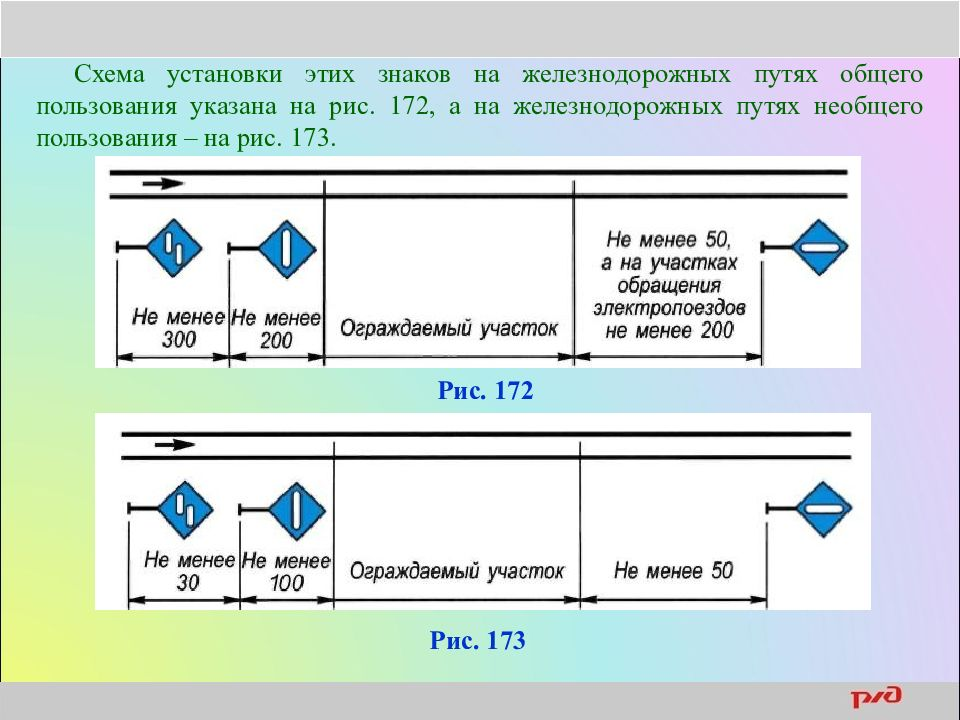 Схема установки этих знаков на железнодорожных путях общего
пользования указана на рис. 172, а на железнодорожных путях необщего
пользования – на рис. 173.
Не менее
300
Не менее
200
Ограждаемый участок
Не менее 50,
а на участках
обращения
электропоездов
не менее 200
Рис. 172
Не менее
30
Не менее
100
Ограждаемый участок
Не менее 50
Рис. 173
ржд